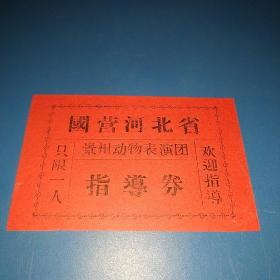 國营河北省
景州动物表演团
指導券
只限一人
欢迎指導